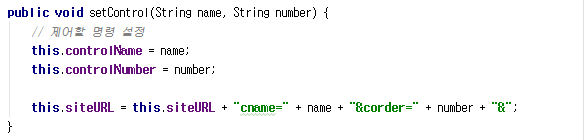 public void setControl(String name, String number) {
// 제어할 명령 설정
this.controlName = name;
this.controlNumber = number;
this.siteURL = this.siteURL + "cname=" + name + "&corder=" + number + "&";
}